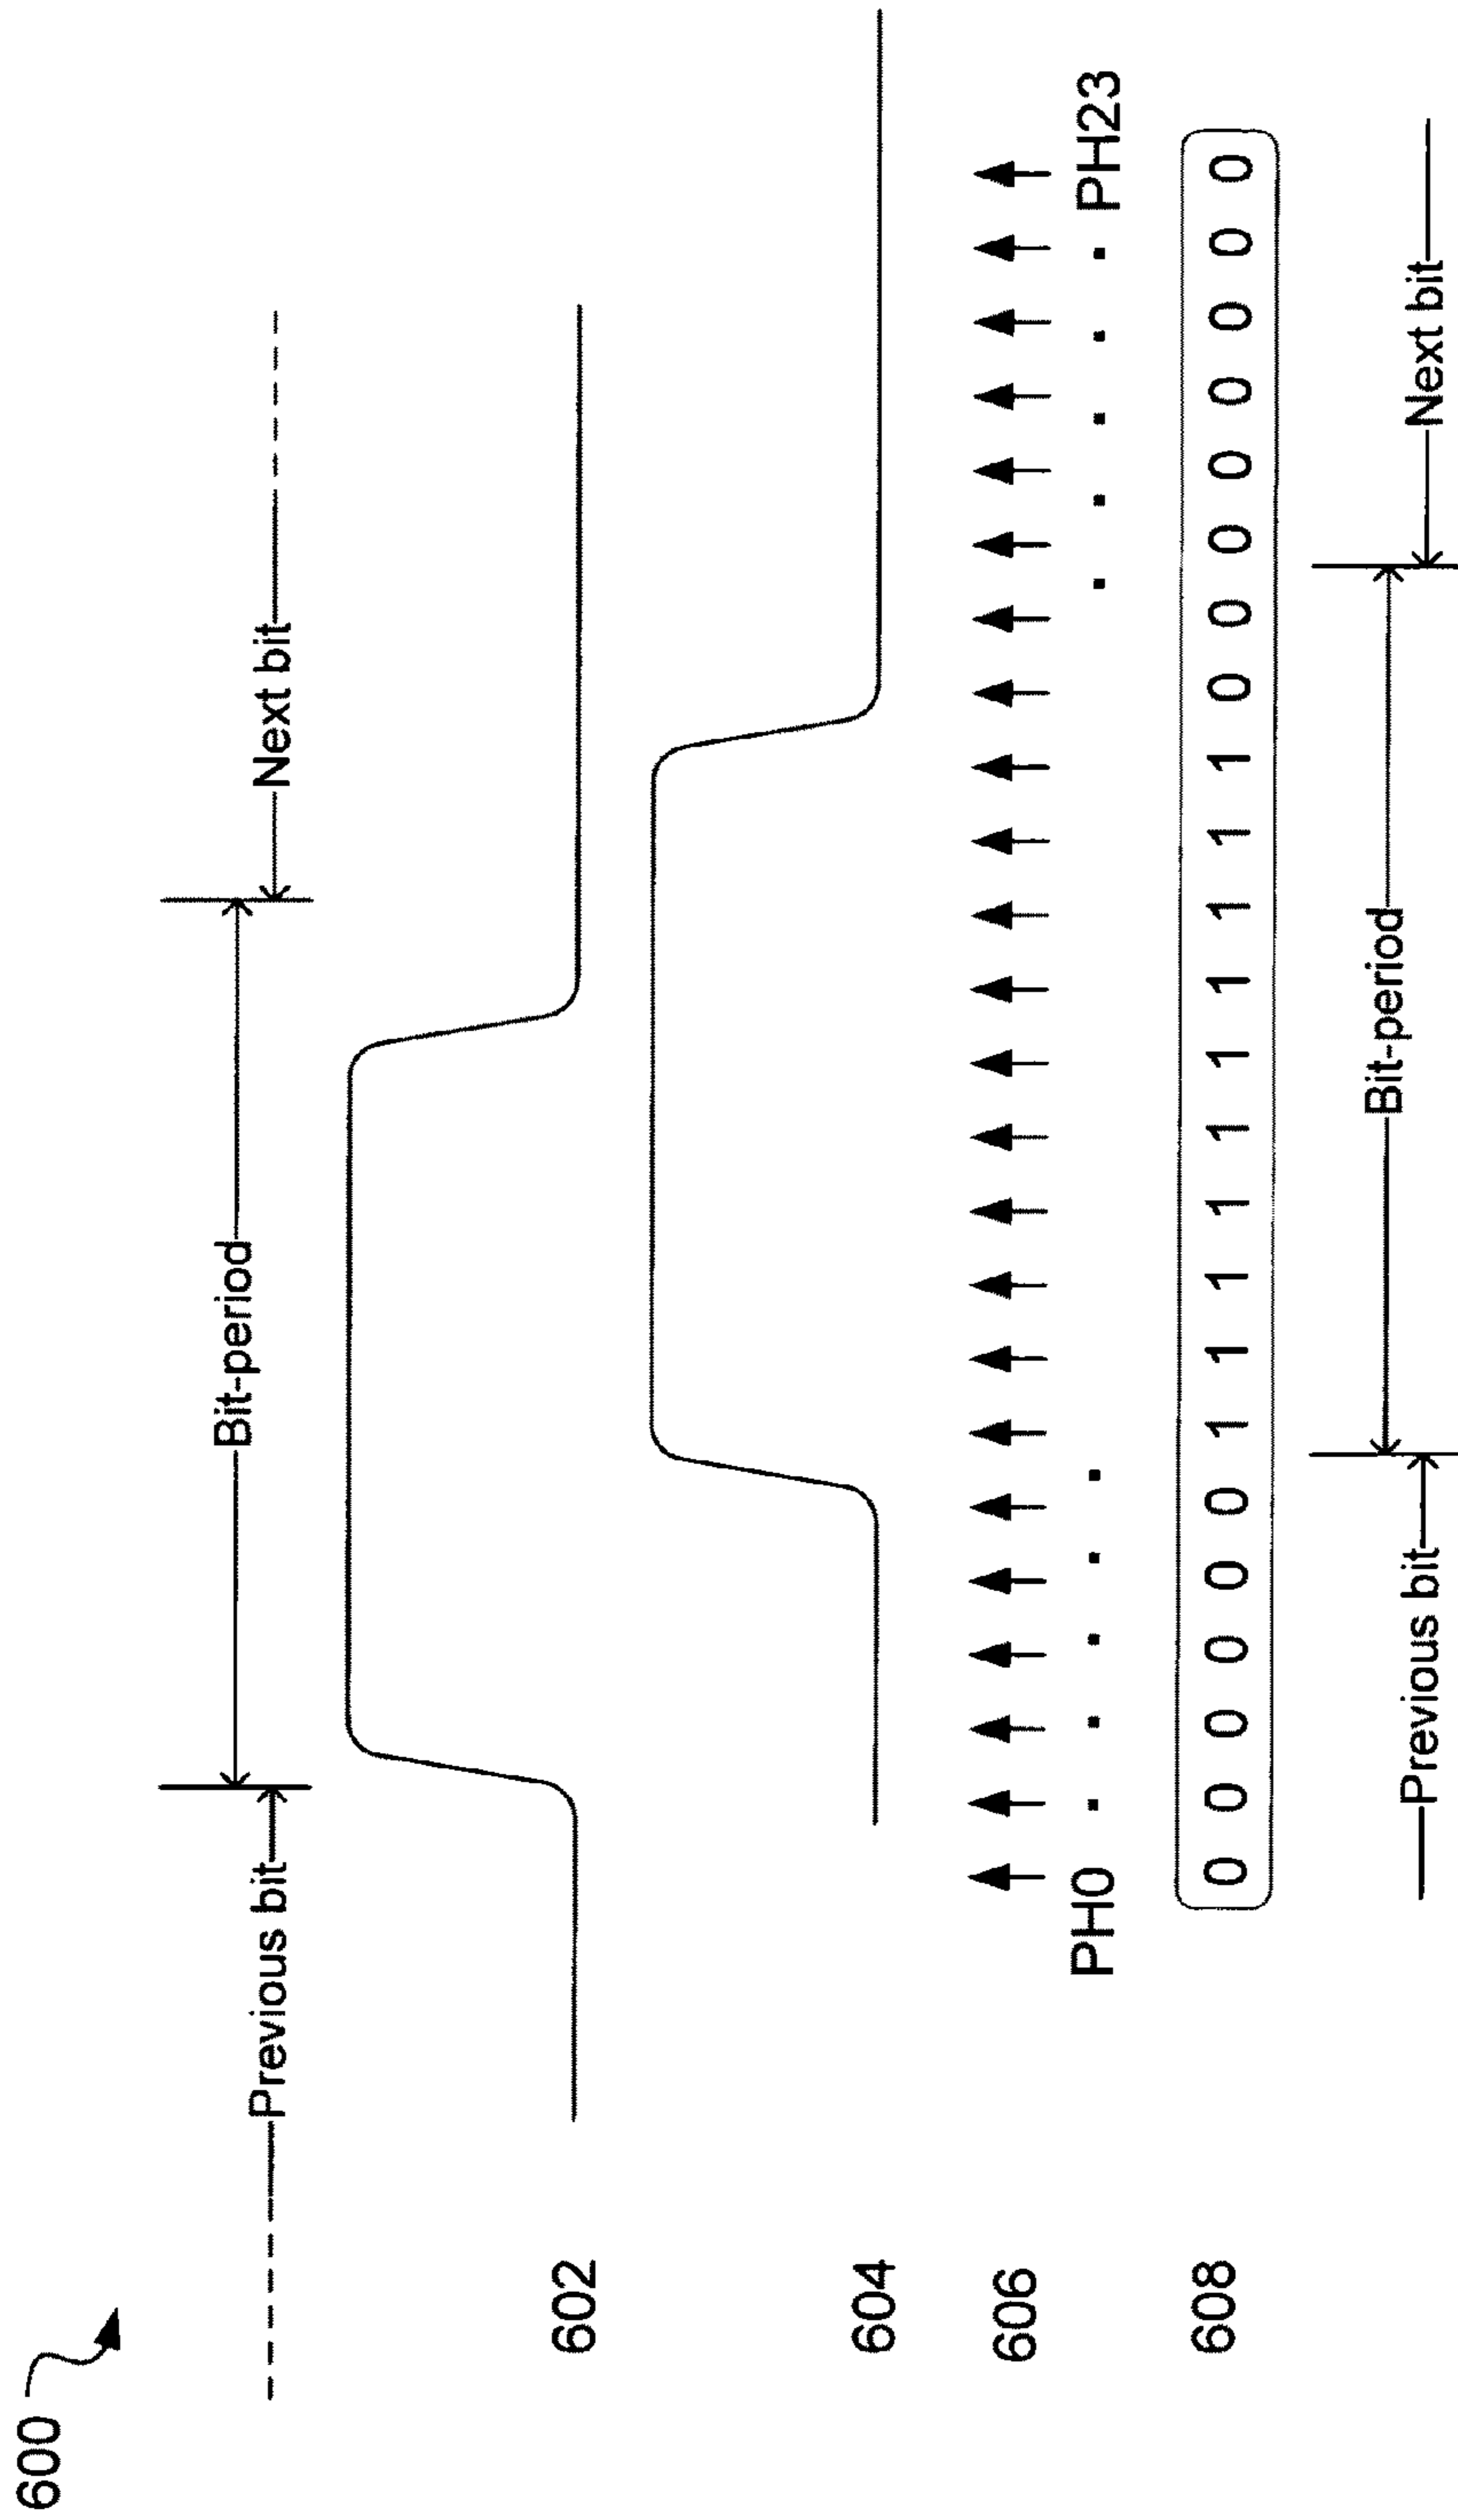 600
Bit-period
Previous bit Next bit
602
604
606
PH0 . . . . . . . . . . PH23
608 0 0 0 0 0 0 1 1 1 1 1 1 1 1 1 1 0 0 0 0 0 0 0 0
Bit-period
Previous bit Next bit